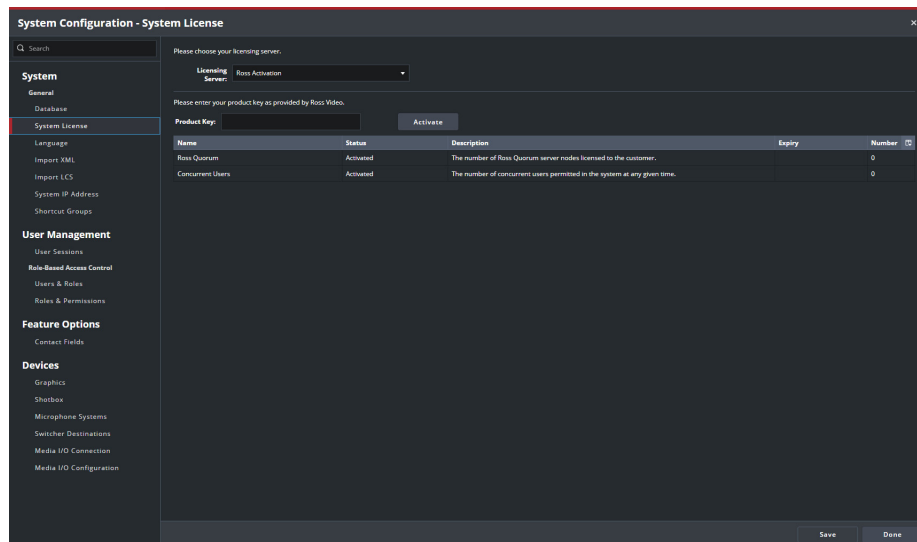 System Configuration - System License
×
Search
Please choose your licensing server.
Licensing Server:
Ross Activation
System
General
Database
System License
Language
Import XML
Import LCS
System IP Address
Shortcut Groups
User Management
User Sessions
Role-Based Access Control
Users & Roles
Roles & Permissions
Feature Options
Contact Fields
Devices
Graphics
Shotbox
Microphone Systems
Switcher Destinations
Media I/O Connection
Media I/O Configuration
Please enter your product key as provided by Ross Video.
Product Key:
Activate
Name Status Description Expiry Number
Ross Quorum Activated The number of Ross Quorum server nodes licensed to the customer. 0
Concurrent Users Activated The number of concurrent users permitted in the system at any given time. 0
Save
Done